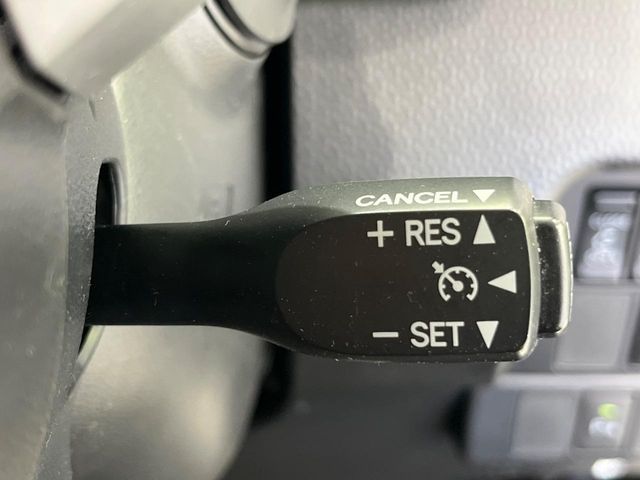 CANCEL ▼
+ RES ▲
◀
− SET ▼